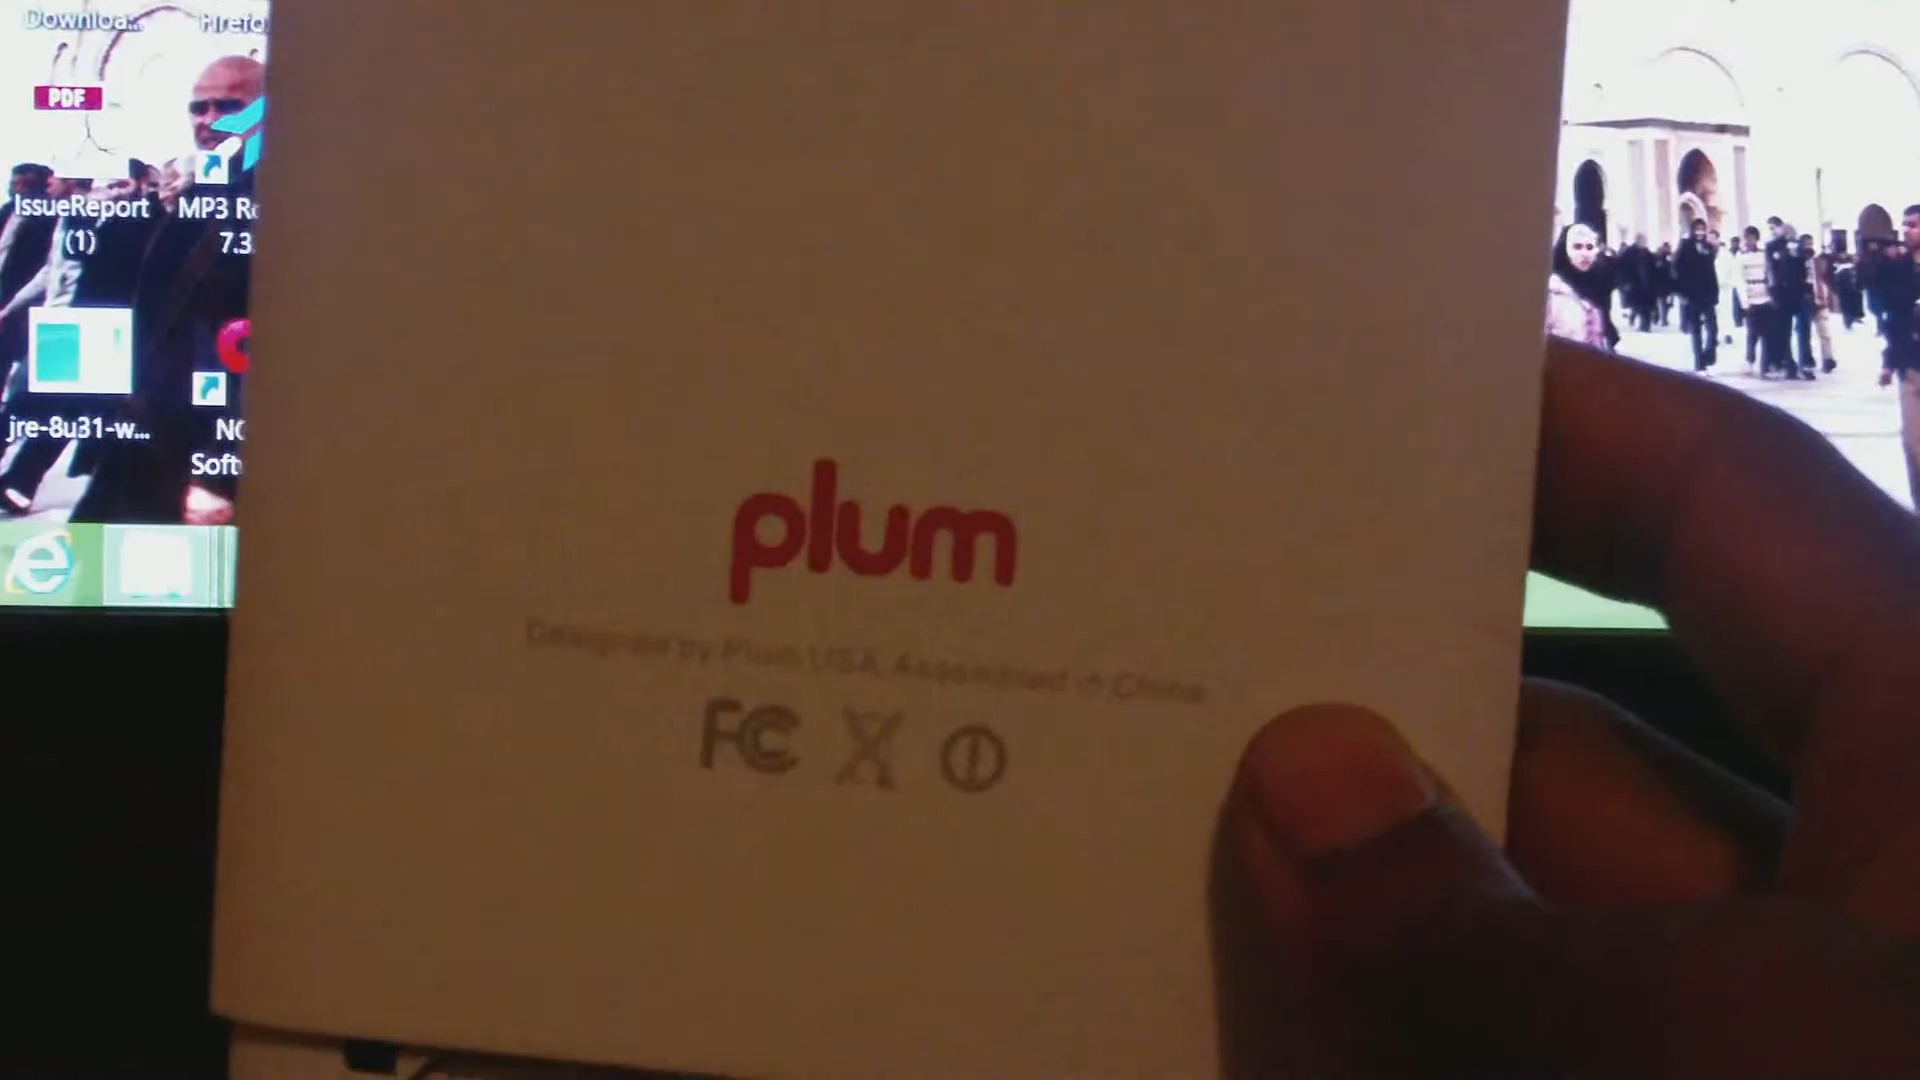 Downloa...
Firefo
PDF
IssueReport
(1)
MP3 R
7.3
jre-8u31-w...
NO
Soft
plum
Designed by Plum USA, Assembled in China
FC